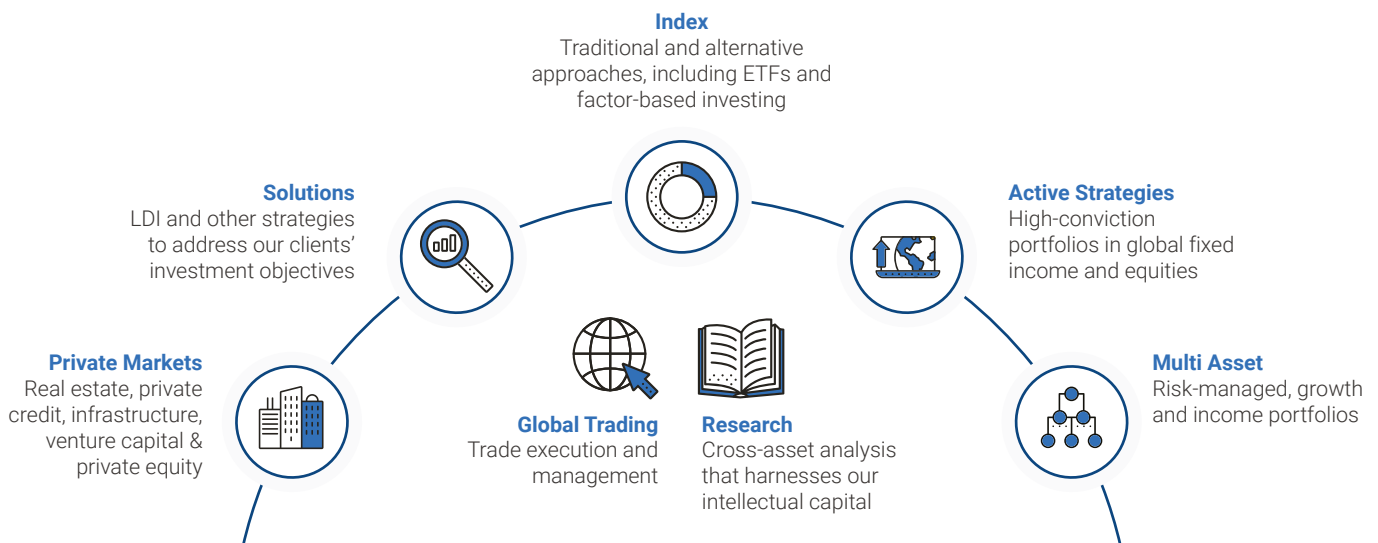 Index
Traditional and alternative
approaches, including ETFs and
factor-based investing
Solutions
LDI and other strategies
to address our clients’
investment objectives
Active Strategies
High-conviction
portfolios in global fixed
income and equities
Private Markets
Real estate, private
credit, infrastructure,
venture capital &
private equity
Global Trading
Trade execution and
management
Research
Cross-asset analysis
that harnesses our
intellectual capital
Multi Asset
Risk-managed, growth
and income portfolios